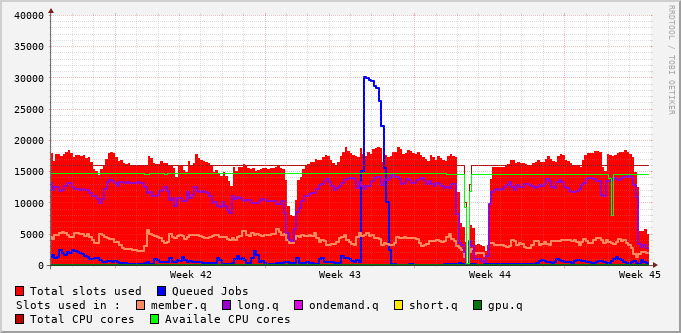 40000
35000
30000
25000
20000
15000
10000
5000
0
Week 42 Week 43 Week 44 Week 45
RRDTOOL / TOBI OETIKER
Total slots used Queued Jobs
Slots used in : member.q long.q ondemand.q short.q gpu.q
Total CPU cores Availale CPU cores